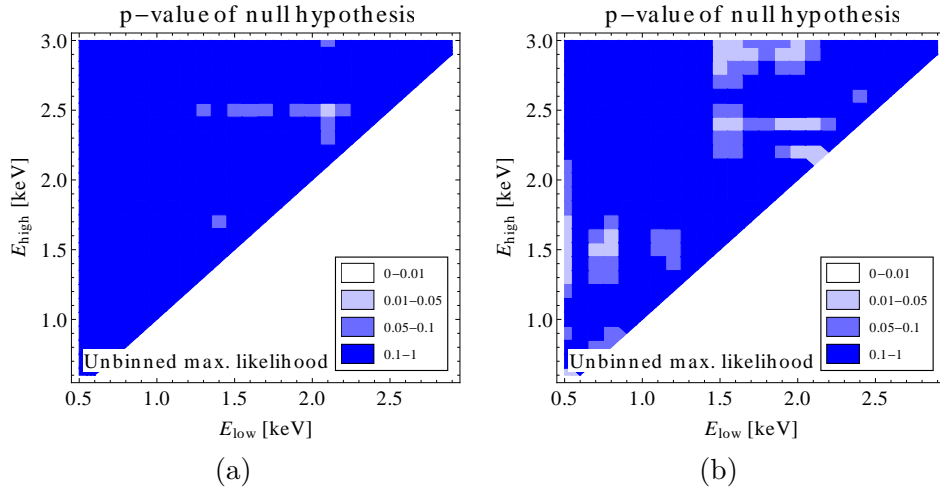 p−value of null hypothesis
3.0
2.5
2.0
1.5
1.0
E_high [keV]
0−0.01
0.01−0.05
0.05−0.1
0.1−1
Unbinned max. likelihood
0.5 1.0 1.5 2.0 2.5
E_low [keV]
(a)
p−value of null hypothesis
3.0
2.5
2.0
1.5
1.0
E_high [keV]
0−0.01
0.01−0.05
0.05−0.1
0.1−1
Unbinned max. likelihood
0.5 1.0 1.5 2.0 2.5
E_low [keV]
(b)